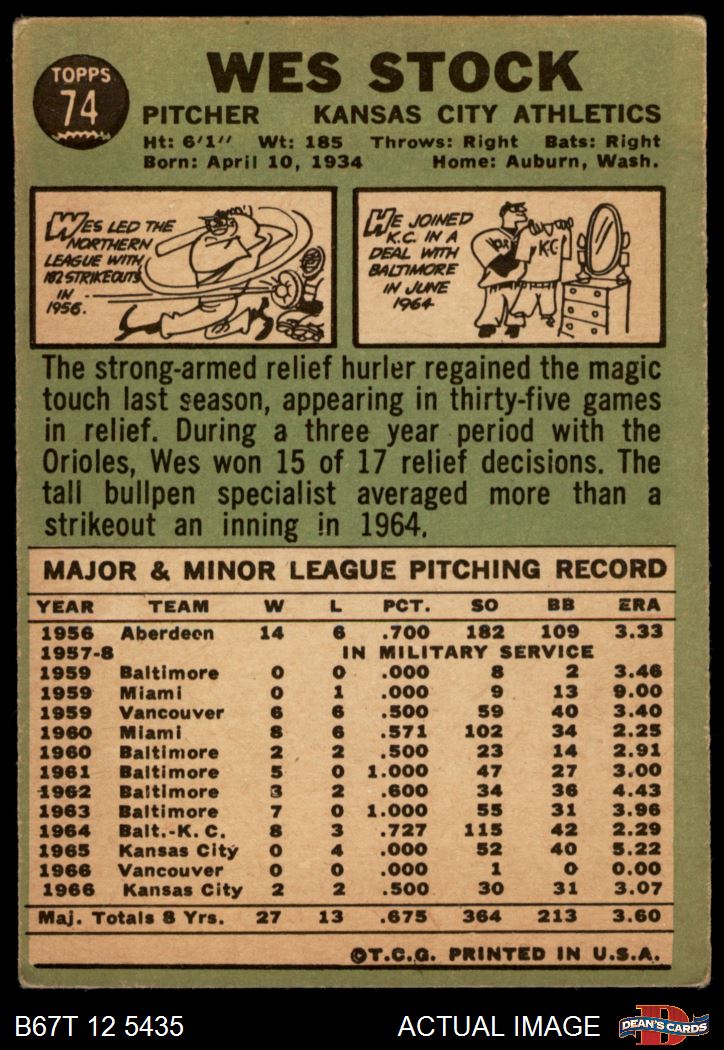 TOPPS
74
WES STOCK
PITCHER KANSAS CITY ATHLETICS
Ht: 6'1" Wt: 185 Throws: Right Bats: Right
Born: April 10, 1934 Home: Auburn, Wash.
WES LED THE
NORTHERN
LEAGUE WITH
182 STRIKEOUTS
IN
1956.
HE JOINED
K.C. IN A
DEAL WITH
BALTIMORE
IN JUNE
1964
K-C
The strong-armed relief hurler regained the magic
touch last season, appearing in thirty-five games
in relief. During a three year period with the
Orioles, Wes won 15 of 17 relief decisions. The
tall bullpen specialist averaged more than a
strikeout an inning in 1964.
MAJOR & MINOR LEAGUE PITCHING RECORD
YEAR TEAM W L PCT. SO BB ERA
1956 Aberdeen 14 6 .700 182 109 3.33
1957-8 IN MILITARY SERVICE
1959 Baltimore 0 0 .000 8 2 3.46
1959 Miami 0 1 .000 9 13 9.00
1959 Vancouver 6 6 .500 59 40 3.40
1960 Miami 8 6 .571 102 34 2.25
1960 Baltimore 2 2 .500 23 14 2.91
1961 Baltimore 5 0 1.000 47 27 3.00
1962 Baltimore 3 2 .600 34 36 4.43
1963 Baltimore 7 0 1.000 55 31 3.96
1964 Balt.-K. C. 8 3 .727 115 42 2.29
1965 Kansas City 0 4 .000 52 40 5.22
1966 Vancouver 0 0 .000 1 0 0.00
1966 Kansas City 2 2 .500 30 31 3.07
Maj. Totals 8 Yrs. 27 13 .675 364 213 3.60
©T.C.G. PRINTED IN U.S.A.
B67T 12 5435 ACTUAL IMAGE
D
DEAN'S CARDS